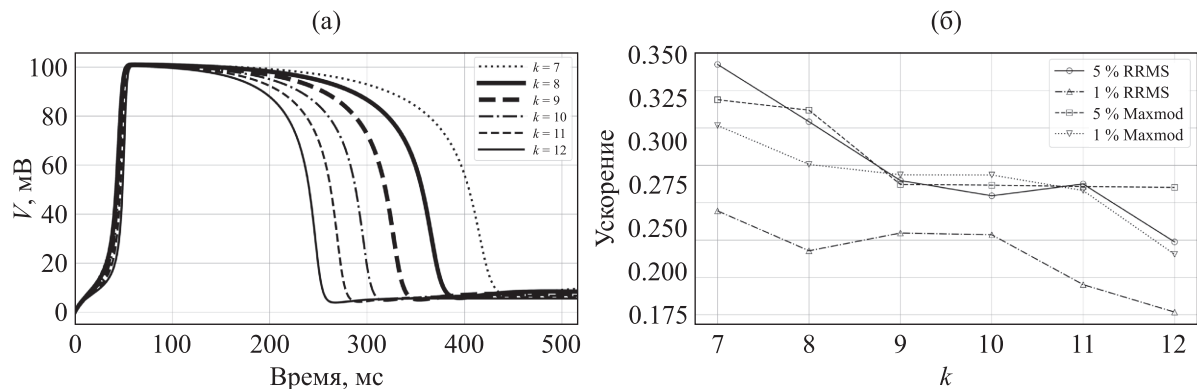 (а)
V, мВ
100
80
60
40
20
0
0 100 200 300 400 500
Время, мс
k = 7
k = 8
k = 9
k = 10
k = 11
k = 12
(б)
Ускорение
0.350
0.325
0.300
0.275
0.250
0.200
0.175
7 8 9 10 11 12
k
5 % RRMS
1 % RRMS
5 % Maxmod
1 % Maxmod